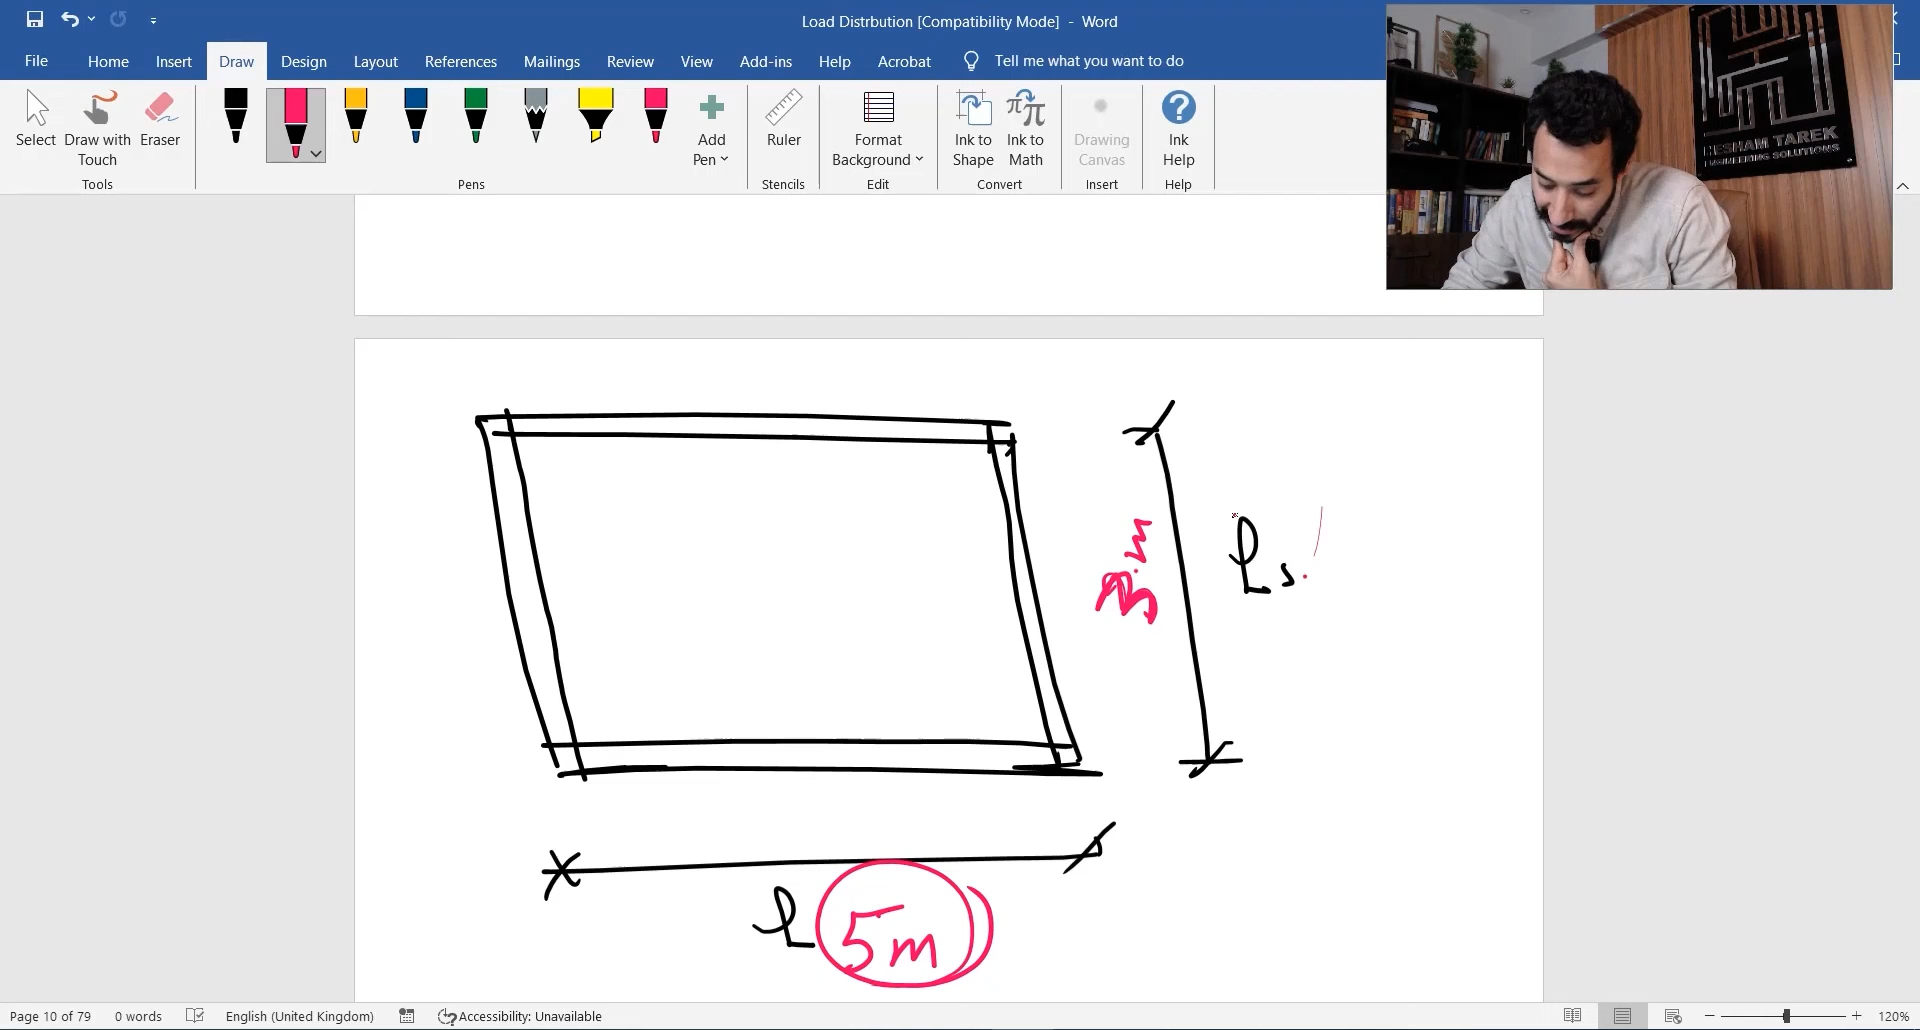 Load Distrbution [Compatibility Mode] - Word
File Home Insert Draw Design Layout References Mailings Review View Add-ins Help Acrobat Tell me what you want to do
Select
Draw with Touch
Eraser
Add Pen
Ruler
Format Background
Ink to Shape
Ink to Math
Drawing Canvas
Ink Help
Tools Pens Stencils Edit Convert Insert Help
HESHAM TAREK
ENGINEERING SOLUTIONS
Ls
L
5m
Page 10 of 79 0 words English (United Kingdom) Accessibility: Unavailable 120%